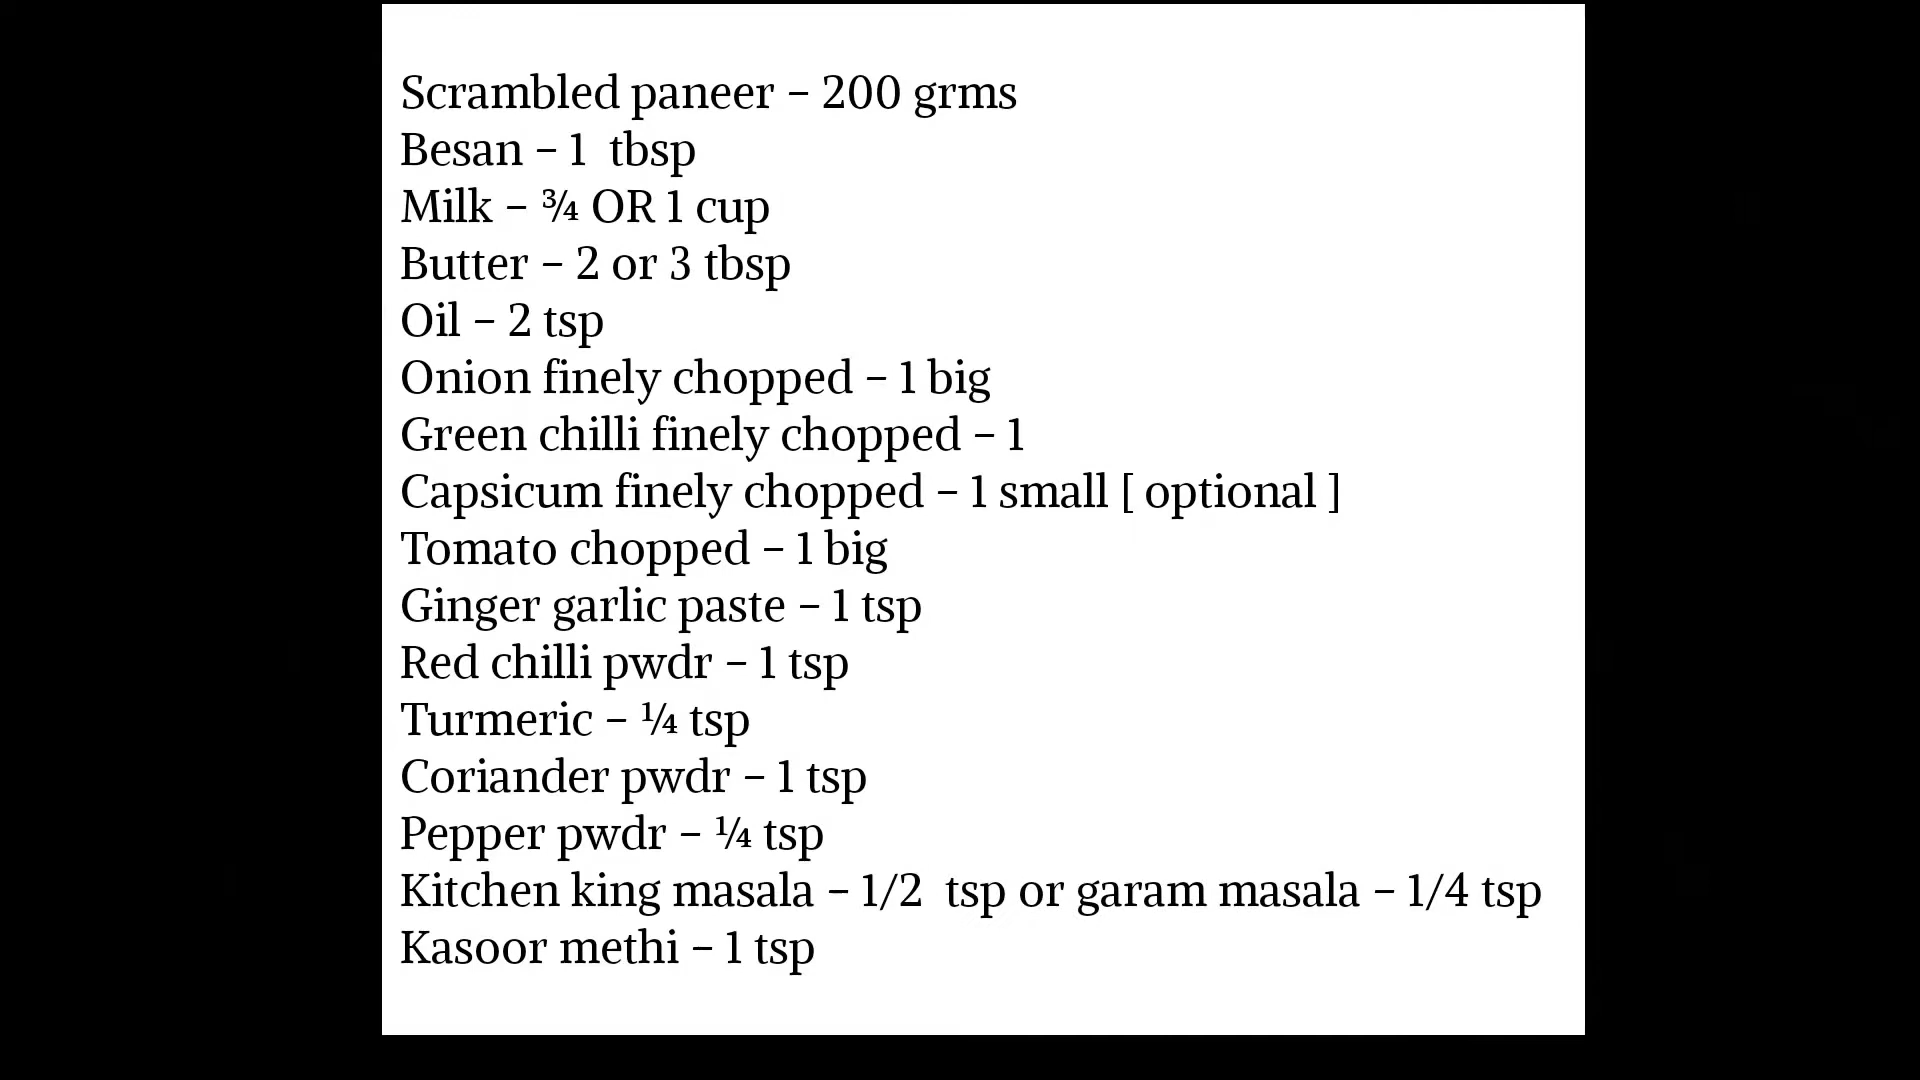 Scrambled paneer – 200 grms
Besan – 1  tbsp
Milk – ¾ OR 1 cup
Butter – 2 or 3 tbsp
Oil – 2 tsp
Onion finely chopped – 1 big
Green chilli finely chopped – 1
Capsicum finely chopped – 1 small [ optional ]
Tomato chopped – 1 big
Ginger garlic paste – 1 tsp
Red chilli pwdr – 1 tsp
Turmeric – ¼ tsp
Coriander pwdr – 1 tsp
Pepper pwdr – ¼ tsp
Kitchen king masala – 1/2  tsp or garam masala – 1/4 tsp
Kasoor methi – 1 tsp